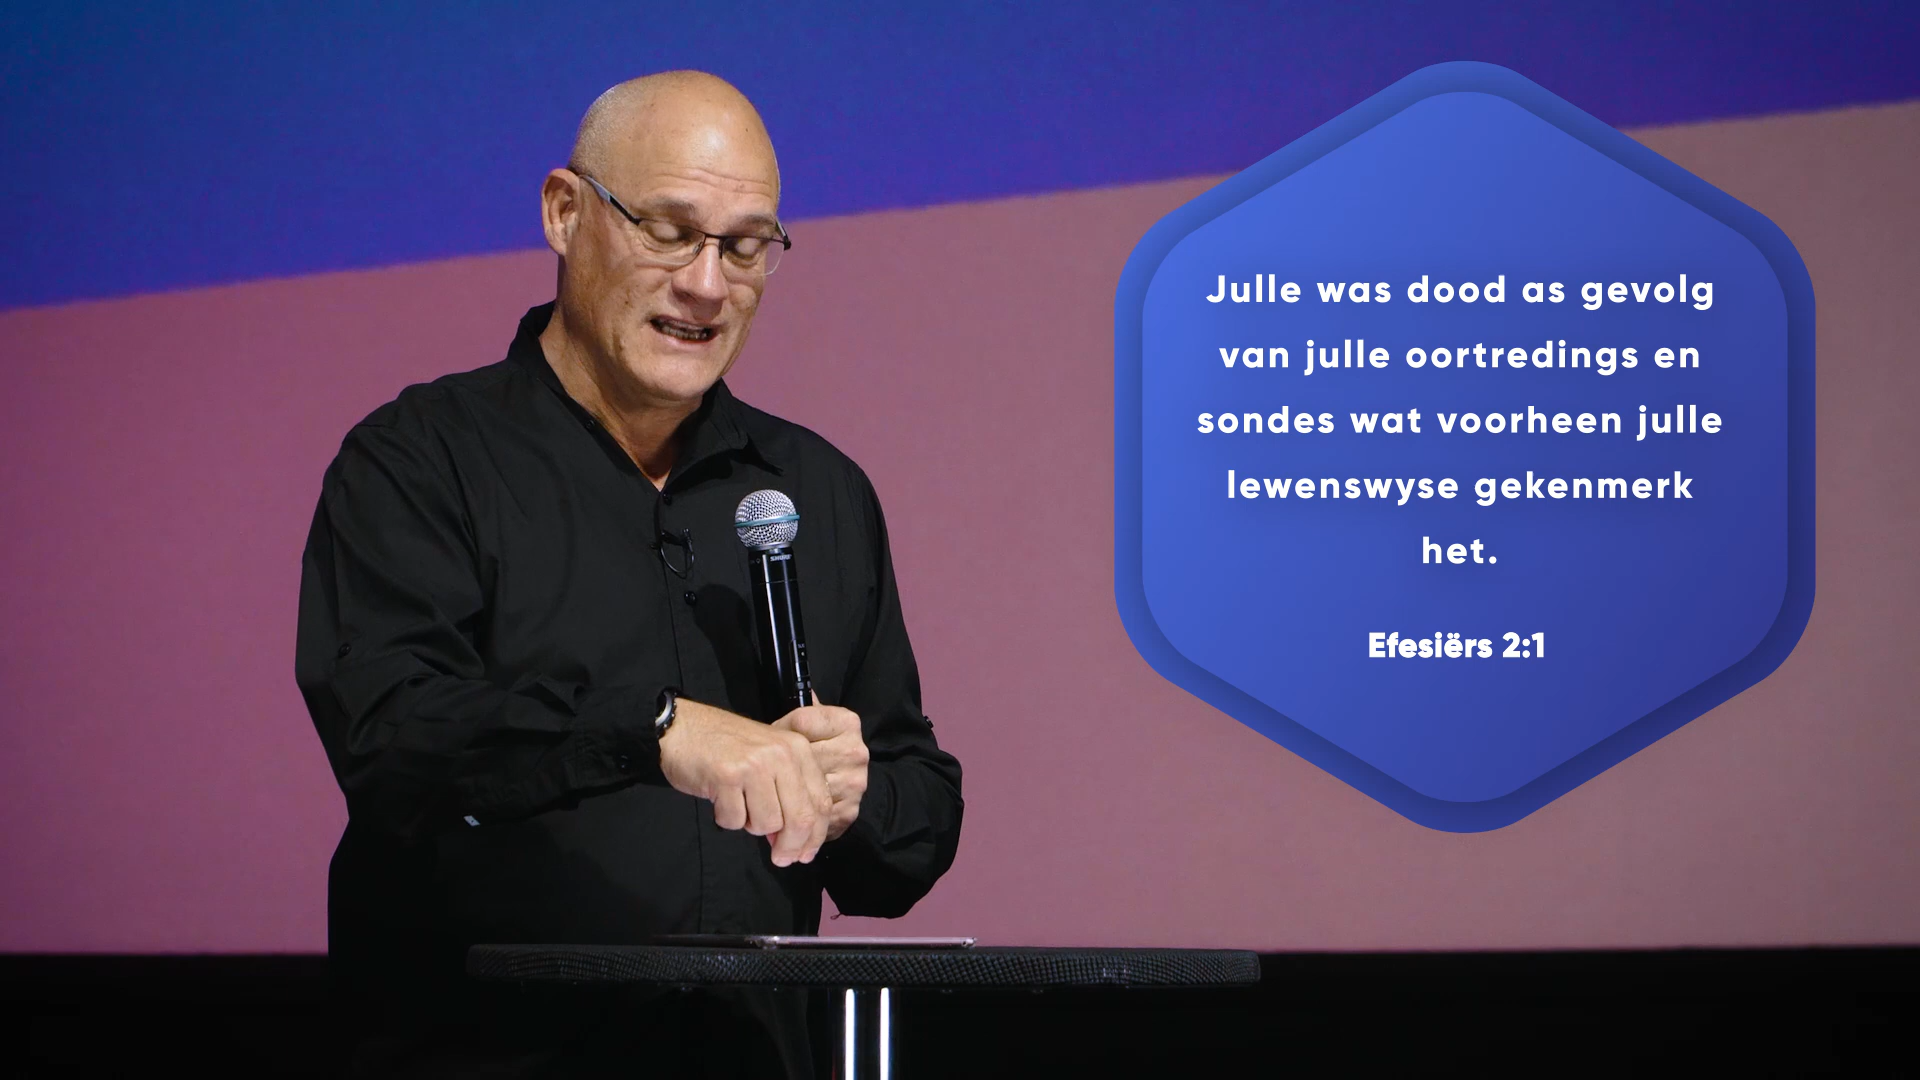 Julle was dood as gevolg
van julle oortredings en
sondes wat voorheen julle
lewenswyse gekenmerk
het.
Efesiërs 2:1
SHURE